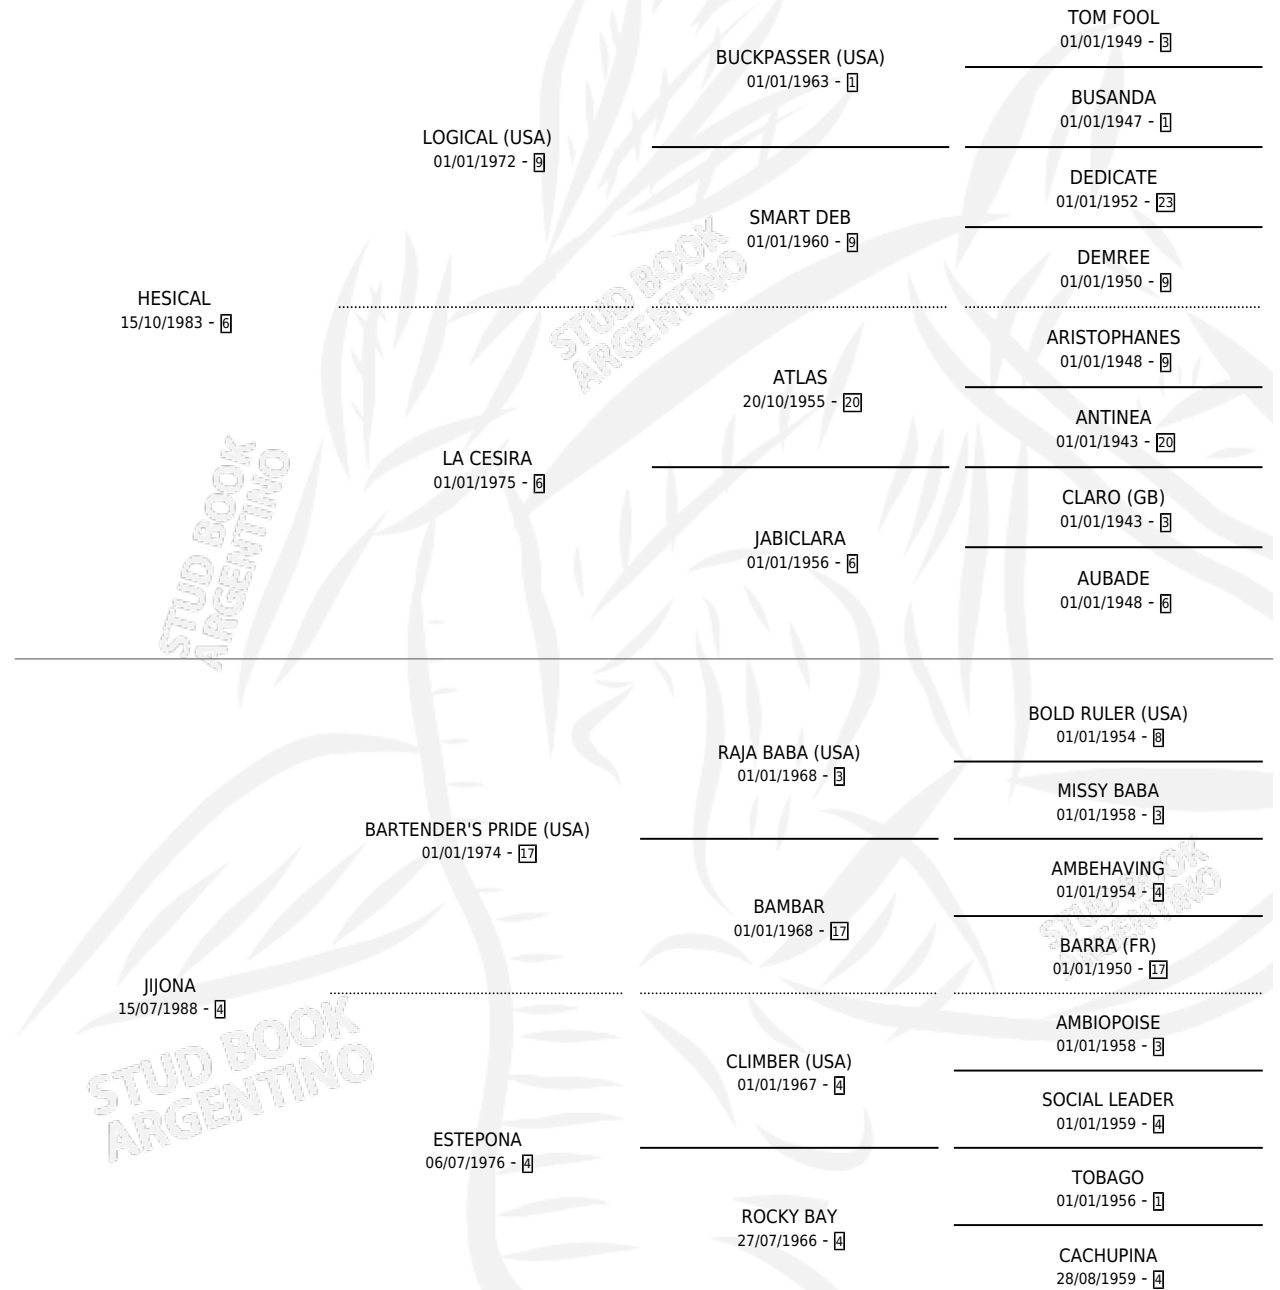 TOM FOOL
01/01/1949 - 3
BUCKPASSER (USA)
01/01/1963 - 1
BUSANDA
01/01/1947 - 1
LOGICAL (USA)
01/01/1972 - 9
DEDICATE
01/01/1952 - 23
SMART DEB
01/01/1960 - 9
DEMREE
01/01/1950 - 9
HESICAL
15/10/1983 - 6
STUD BOOK
ARGENTINO
ARISTOPHANES
01/01/1948 - 9
ATLAS
20/10/1955 - 20
ANTINEA
01/01/1943 - 20
LA CESIRA
01/01/1975 - 6
CLARO (GB)
01/01/1943 - 3
JABICLARA
01/01/1956 - 6
AUBADE
01/01/1948 - 6
STUD BOOK
ARGENTINO
BOLD RULER (USA)
01/01/1954 - 8
RAJA BABA (USA)
01/01/1968 - 3
MISSY BABA
01/01/1958 - 3
BARTENDER'S PRIDE (USA)
01/01/1974 - 17
AMBEHAVING
01/01/1954 - 4
STUD BOOK
ARGENTINO
BAMBAR
01/01/1968 - 17
BARRA (FR)
01/01/1950 - 17
JIJONA
15/07/1988 - 4
STUD BOOK
ARGENTINO
AMBIOPOISE
01/01/1958 - 3
CLIMBER (USA)
01/01/1967 - 4
SOCIAL LEADER
01/01/1959 - 4
ESTEPONA
06/07/1976 - 4
TOBAGO
01/01/1956 - 1
ROCKY BAY
27/07/1966 - 4
CACHUPINA
28/08/1959 - 4